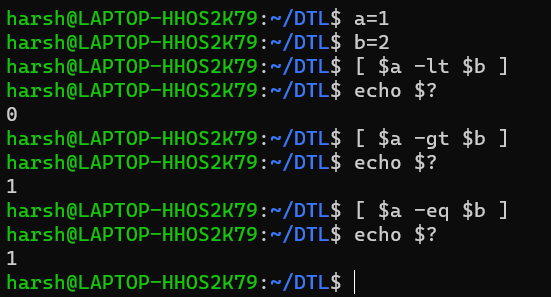 harsh@LAPTOP-HHOS2K79:~/DTL$ a=1
harsh@LAPTOP-HHOS2K79:~/DTL$ b=2
harsh@LAPTOP-HHOS2K79:~/DTL$ [ $a -lt $b ]
harsh@LAPTOP-HHOS2K79:~/DTL$ echo $?
0
harsh@LAPTOP-HHOS2K79:~/DTL$ [ $a -gt $b ]
harsh@LAPTOP-HHOS2K79:~/DTL$ echo $?
1
harsh@LAPTOP-HHOS2K79:~/DTL$ [ $a -eq $b ]
harsh@LAPTOP-HHOS2K79:~/DTL$ echo $?
1
harsh@LAPTOP-HHOS2K79:~/DTL$